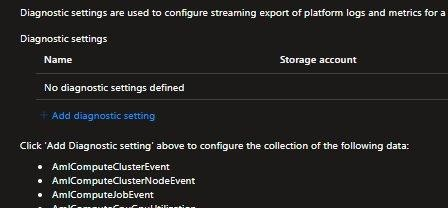 Diagnostic settings are used to configure streaming export of platform logs and metrics for a
Diagnostic settings
Name Storage account
No diagnostic settings defined
+ Add diagnostic setting
Click 'Add Diagnostic setting' above to configure the collection of the following data:
• AmlComputeClusterEvent
• AmlComputeClusterNodeEvent
• AmlComputeJobEvent